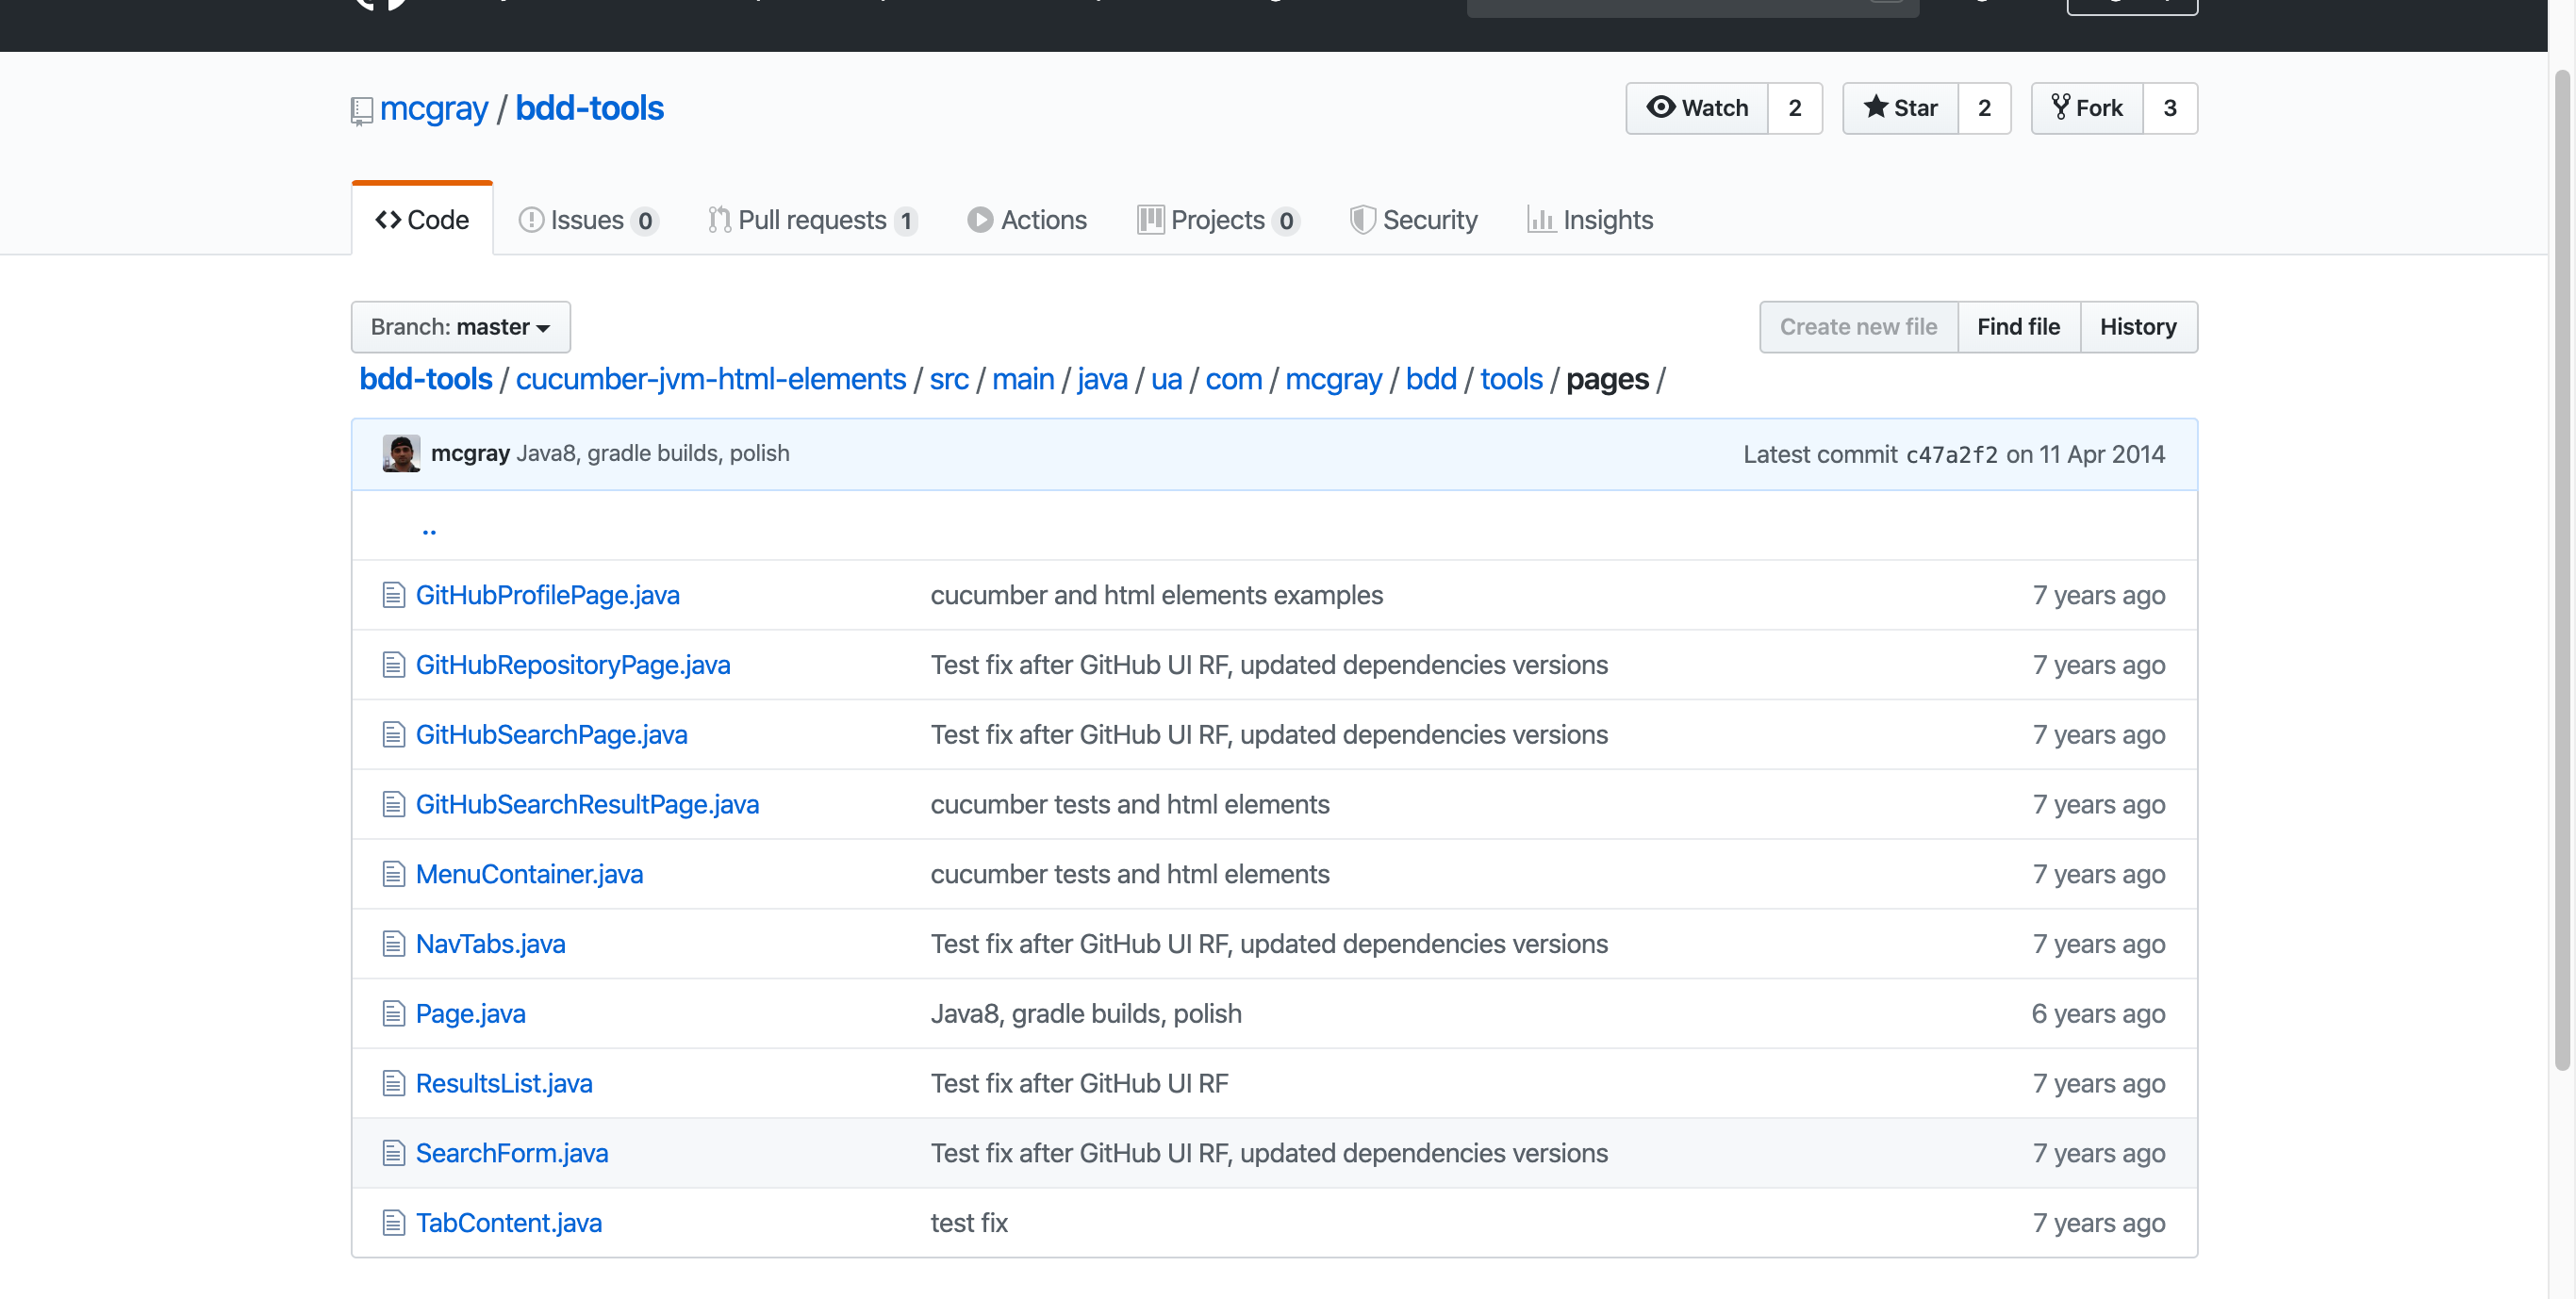 mcgray / bdd-tools
Watch 2 Star 2 Fork 3
Code Issues 0 Pull requests 1 Actions Projects 0 Security Insights
Branch: master Create new file Find file History
bdd-tools / cucumber-jvm-html-elements / src / main / java / ua / com / mcgray / bdd / tools / pages /
mcgray Java8, gradle builds, polish Latest commit c47a2f2 on 11 Apr 2014
..
GitHubProfilePage.java cucumber and html elements examples 7 years ago
GitHubRepositoryPage.java Test fix after GitHub UI RF, updated dependencies versions 7 years ago
GitHubSearchPage.java Test fix after GitHub UI RF, updated dependencies versions 7 years ago
GitHubSearchResultPage.java cucumber tests and html elements 7 years ago
MenuContainer.java cucumber tests and html elements 7 years ago
NavTabs.java Test fix after GitHub UI RF, updated dependencies versions 7 years ago
Page.java Java8, gradle builds, polish 6 years ago
ResultsList.java Test fix after GitHub UI RF 7 years ago
SearchForm.java Test fix after GitHub UI RF, updated dependencies versions 7 years ago
TabContent.java test fix 7 years ago